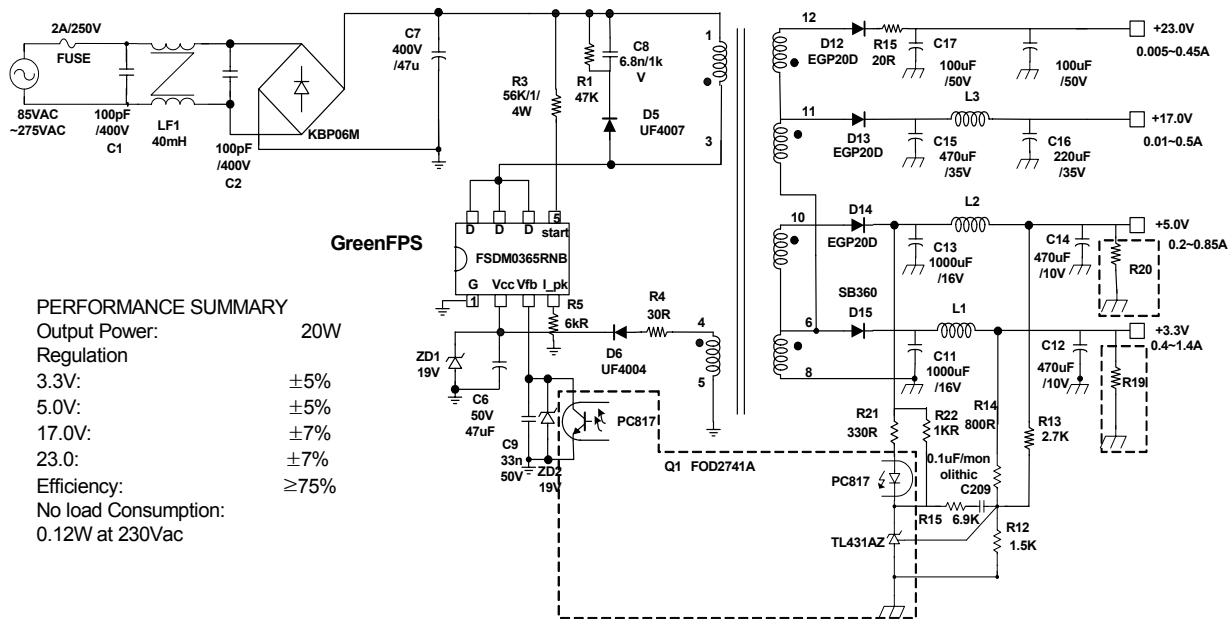 2A/250V
FUSE
85VAC
~275VAC
100pF
/400V
C1
LF1
40mH
100pF
/400V
C2
KBP06M
C7
400V
/47u
R3
56K/1/
4W
R1
47K
C8
6.8n/1k
V
D5
UF4007
1
3
GreenFPS
D
D
D
5
start
FSDM0365RNB
G
Vcc
Vfb
I_pk
1
R5
6kR
R4
30R
D6
UF4004
4
5
ZD1
19V
C6
50V
47uF
C9
33n
50V
ZD2
19V
PC817
Q1 FOD2741A
12
D12
EGP20D
R15
20R
C17
100uF
/50V
100uF
/50V
+23.0V
0.005~0.45A
11
D13
EGP20D
C15
470uF
/35V
L3
C16
220uF
/35V
+17.0V
0.01~0.5A
10
D14
EGP20D
C13
1000uF
/16V
L2
C14
470uF
/10V
R20
+5.0V
0.2~0.85A
6
8
SB360
D15
C11
1000uF
/16V
L1
C12
470uF
/10V
R19
+3.3V
0.4~1.4A
R21
330R
R22
1KR
R14
800R
R13
2.7K
0.1uF/mon
olithic
C209
PC817
R15
6.9K
TL431AZ
R12
1.5K
PERFORMANCE SUMMARY
Output Power: 20W
Regulation
3.3V: ±5%
5.0V: ±5%
17.0V: ±7%
23.0: ±7%
Efficiency: ≥75%
No load Consumption:
0.12W at 230Vac